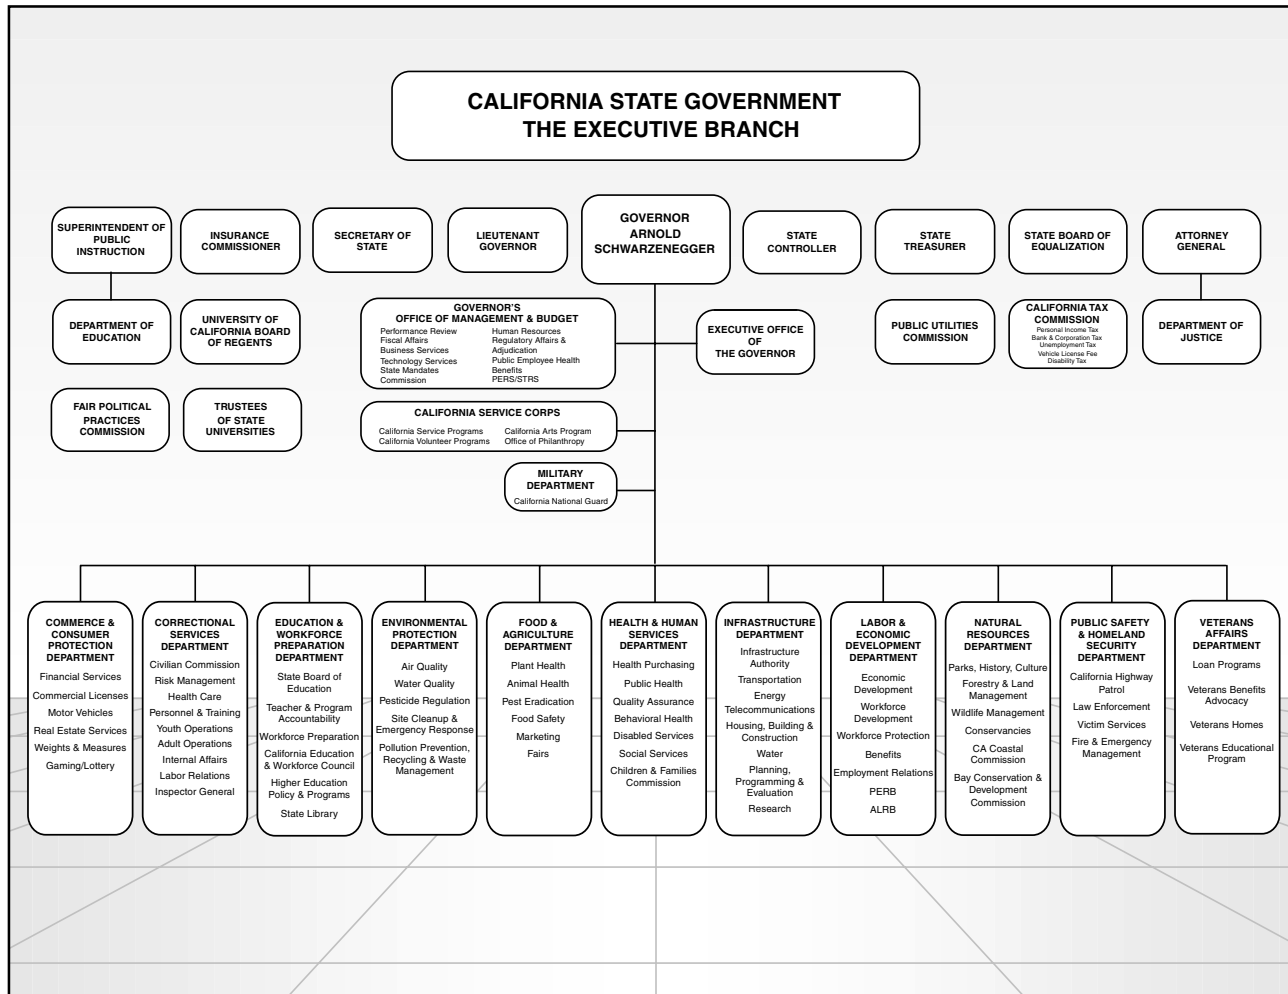 CALIFORNIA STATE GOVERNMENT
THE EXECUTIVE BRANCH
SUPERINTENDENT OF
PUBLIC
INSTRUCTION
INSURANCE
COMMISSIONER
SECRETARY OF
STATE
LIEUTENANT
GOVERNOR
GOVERNOR
ARNOLD
SCHWARZENEGGER
STATE
CONTROLLER
STATE
TREASURER
STATE BOARD OF
EQUALIZATION
ATTORNEY
GENERAL
DEPARTMENT OF
EDUCATION
UNIVERSITY OF
CALIFORNIA BOARD
OF REGENTS
GOVERNOR'S
OFFICE OF MANAGEMENT & BUDGET
Performance Review
Fiscal Affairs
Business Services
Technology Services
State Mandates
Commission
Human Resources
Regulatory Affairs &
Adjudication
Public Employee Health
Benefits
PERS/STRS
EXECUTIVE OFFICE
OF
THE GOVERNOR
PUBLIC UTILITIES
COMMISSION
CALIFORNIA TAX
COMMISSION
Personal Income Tax
Bank & Corporation Tax
Unemployment Tax
Vehicle License Fee
Disability Tax
DEPARTMENT OF
JUSTICE
FAIR POLITICAL
PRACTICES
COMMISSION
TRUSTEES
OF STATE
UNIVERSITIES
CALIFORNIA SERVICE CORPS
California Service Programs
California Volunteer Programs
California Arts Program
Office of Philanthropy
MILITARY
DEPARTMENT
California National Guard
COMMERCE &
CONSUMER
PROTECTION
DEPARTMENT
Financial Services
Commercial Licenses
Motor Vehicles
Real Estate Services
Weights & Measures
Gaming/Lottery
CORRECTIONAL
SERVICES
DEPARTMENT
Civilian Commission
Risk Management
Health Care
Personnel & Training
Youth Operations
Adult Operations
Internal Affairs
Labor Relations
Inspector General
EDUCATION &
WORKFORCE
PREPARATION
DEPARTMENT
State Board of
Education
Teacher & Program
Accountability
Workforce Preparation
California Education
& Workforce Council
Higher Education
Policy & Programs
State Library
ENVIRONMENTAL
PROTECTION
DEPARTMENT
Air Quality
Water Quality
Pesticide Regulation
Site Cleanup &
Emergency Response
Pollution Prevention,
Recycling & Waste
Management
FOOD &
AGRICULTURE
DEPARTMENT
Plant Health
Animal Health
Pest Eradication
Food Safety
Marketing
Fairs
HEALTH & HUMAN
SERVICES
DEPARTMENT
Health Purchasing
Public Health
Quality Assurance
Behavioral Health
Disabled Services
Social Services
Children & Families
Commission
INFRASTRUCTURE
DEPARTMENT
Infrastructure
Authority
Transportation
Energy
Telecommunications
Housing, Building &
Construction
Water
Planning,
Programming &
Evaluation
Research
LABOR &
ECONOMIC
DEVELOPMENT
DEPARTMENT
Economic
Development
Workforce
Development
Workforce Protection
Benefits
Employment Relations
PERB
ALRB
NATURAL
RESOURCES
DEPARTMENT
Parks, History, Culture
Forestry & Land
Management
Wildlife Management
Conservancies
CA Coastal
Commission
Bay Conservation &
Development
Commission
PUBLIC SAFETY
& HOMELAND
SECURITY
DEPARTMENT
California Highway
Patrol
Law Enforcement
Victim Services
Fire & Emergency
Management
VETERANS
AFFAIRS
DEPARTMENT
Loan Programs
Veterans Benefits
Advocacy
Veterans Homes
Veterans Educational
Program